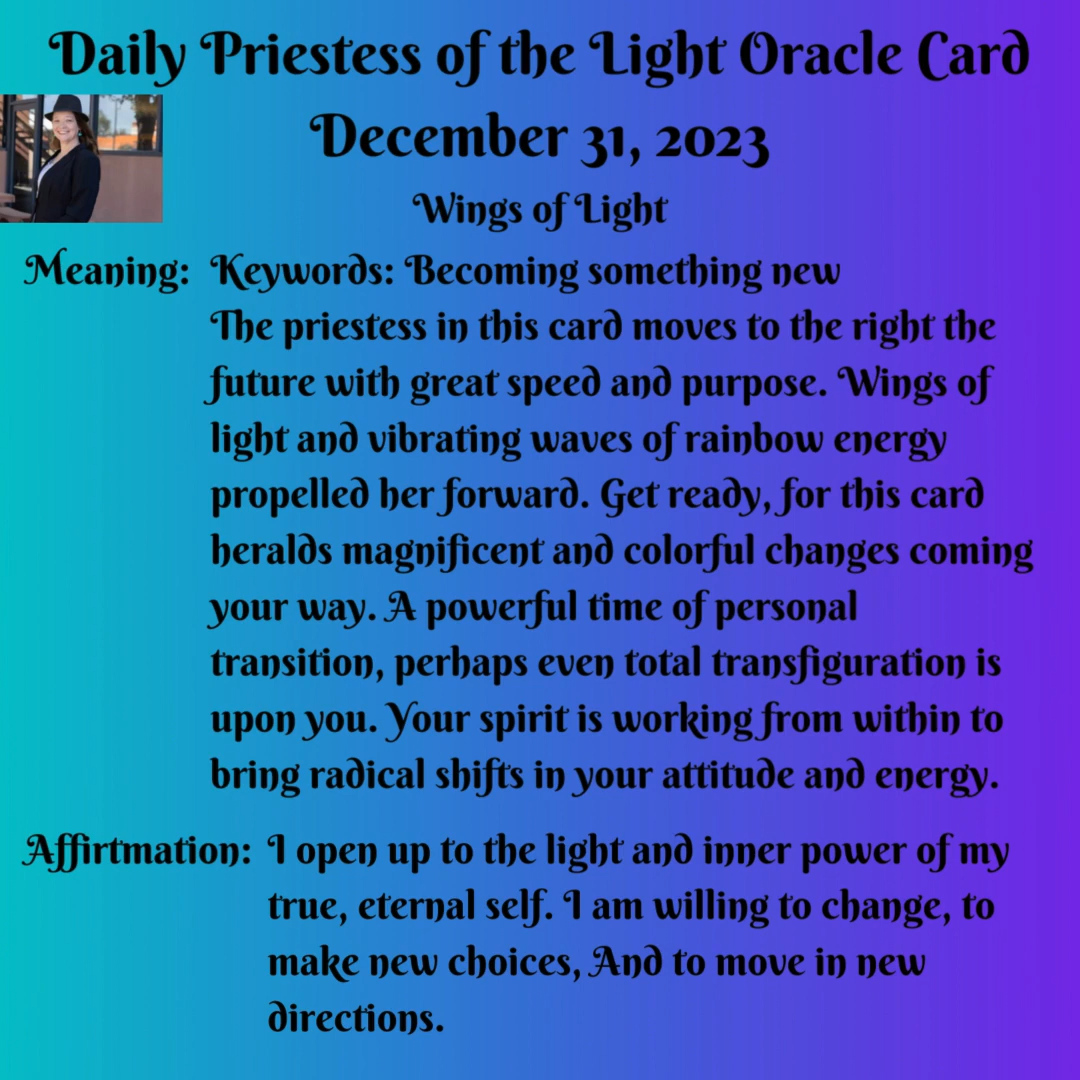 Daily Priestess of the Light Oracle Card
December 31, 2023
Wings of Light
Meaning: Keywords: Becoming something new
The priestess in this card moves to the right the
future with great speed and purpose. Wings of
light and vibrating waves of rainbow energy
propelled her forward. Get ready, for this card
heralds magnificent and colorful changes coming
your way. A powerful time of personal
transition, perhaps even total transfiguration is
upon you. Your spirit is working from within to
bring radical shifts in your attitude and energy.
Affirtmation: I open up to the light and inner power of my
true, eternal self. I am willing to change, to
make new choices, And to move in new
directions.